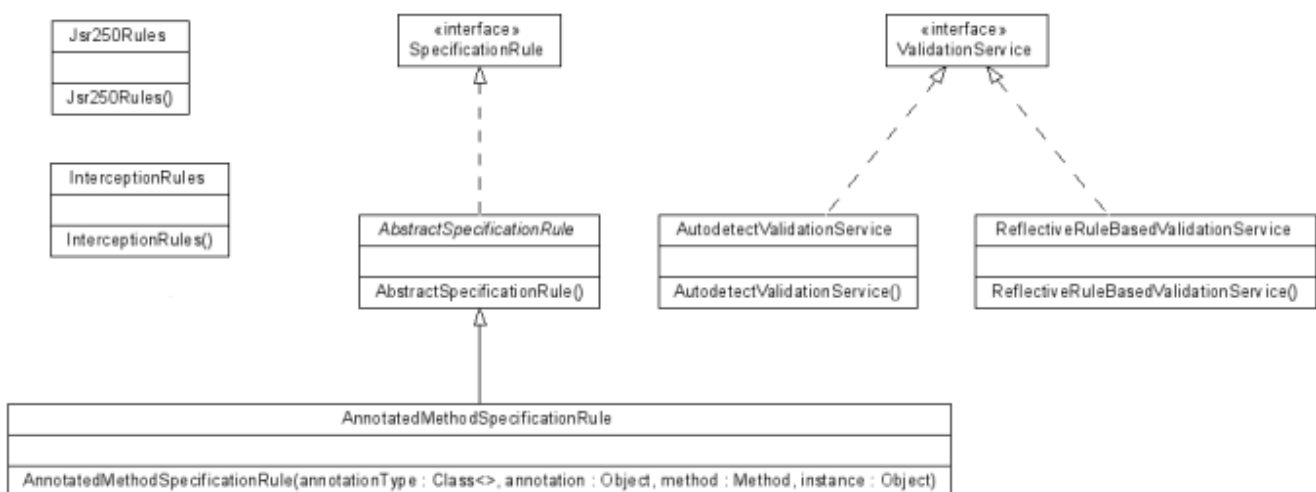 Jsr250Rules
Jsr250Rules()
«interface»
SpecificationRule
«interface»
ValidationService
InterceptionRules
InterceptionRules()
AbstractSpecificationRule
AbstractSpecificationRule()
AutodetectValidationService
AutodetectValidationService()
ReflectiveRuleBasedValidationService
ReflectiveRuleBasedValidationService()
AnnotatedMethodSpecificationRule
AnnotatedMethodSpecificationRule(annotationType : Class<>, annotation : Object, method : Method, instance : Object)